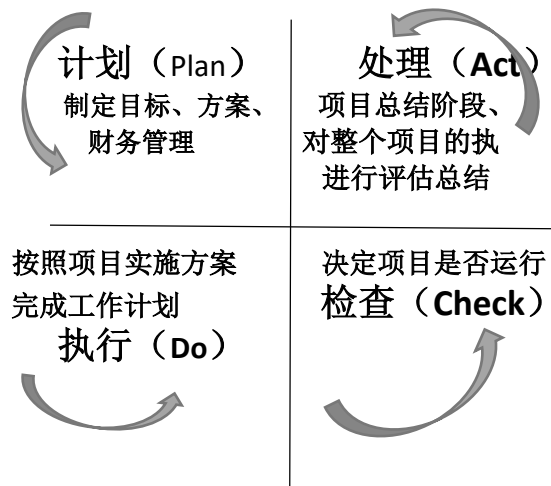 计划（Plan）
制定目标、方案、
财务管理
处理（Act）
项目总结阶段、
对整个项目的执
进行评估总结
按照项目实施方案
完成工作计划
执行（Do）
决定项目是否运行
检查（Check）